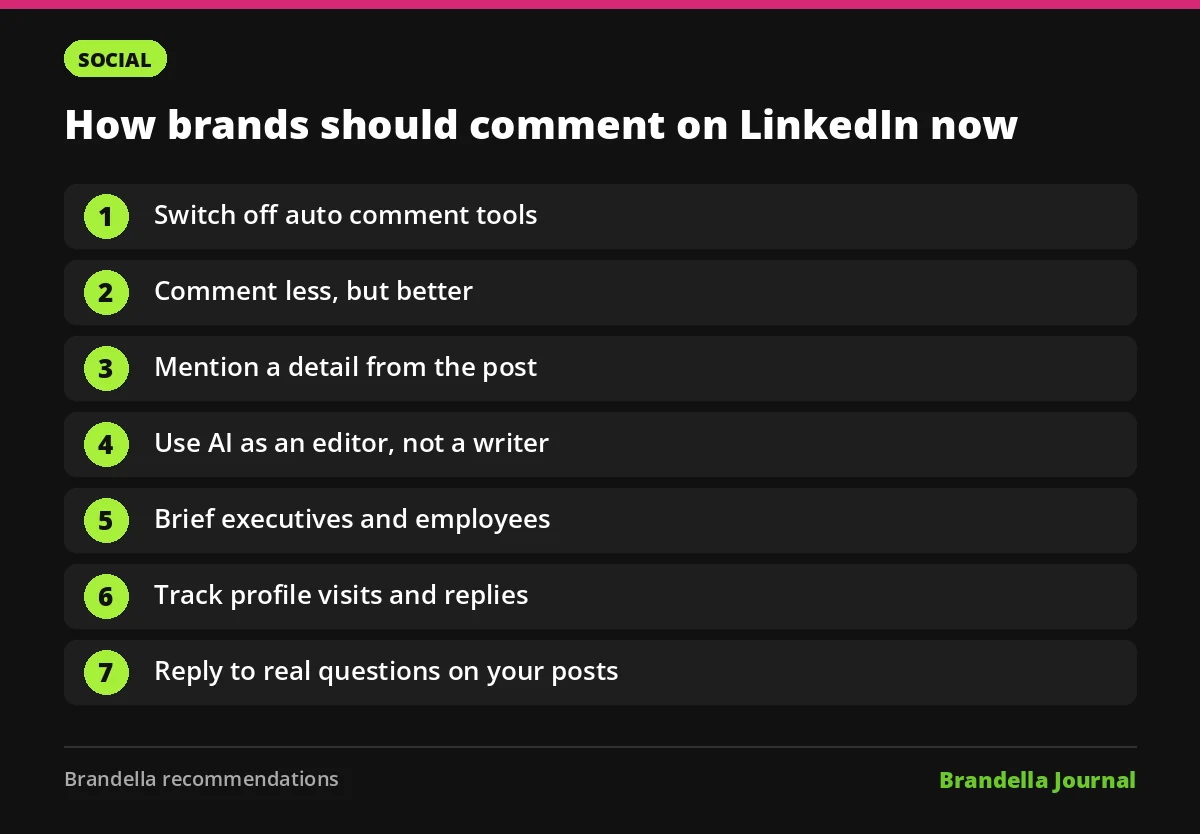 SOCIAL
How brands should comment on LinkedIn now
1 Switch off auto comment tools
2 Comment less, but better
3 Mention a detail from the post
4 Use AI as an editor, not a writer
5 Brief executives and employees
6 Track profile visits and replies
7 Reply to real questions on your posts
Brandella recommendations
Brandella Journal